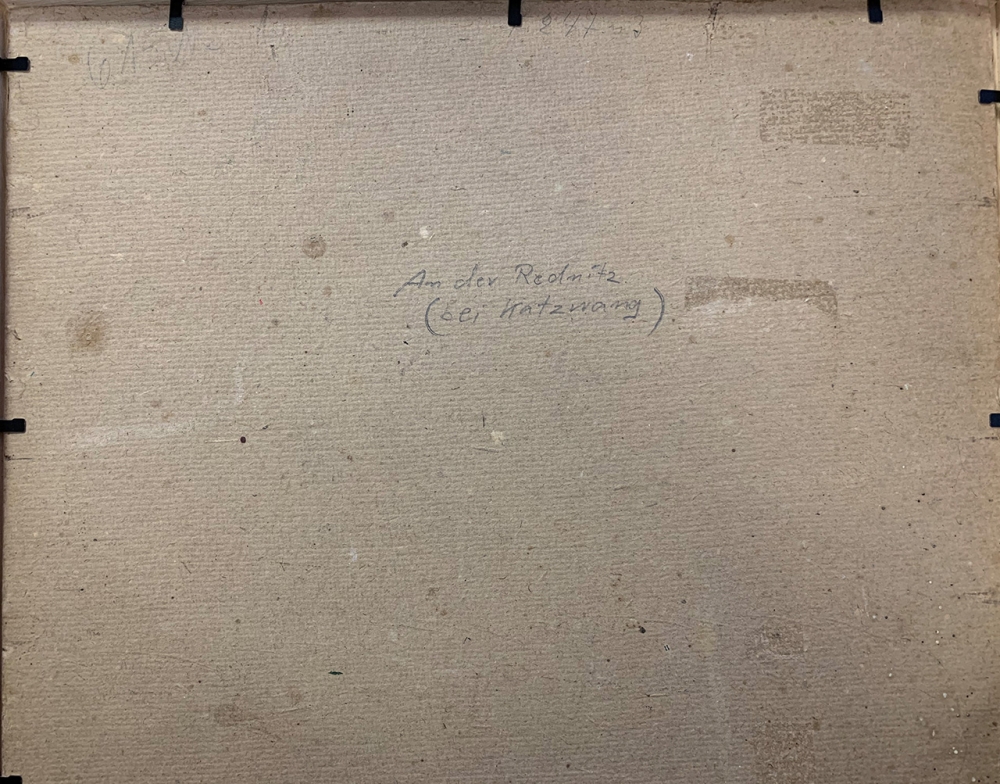 An der Rednitz
(bei Katzwang)